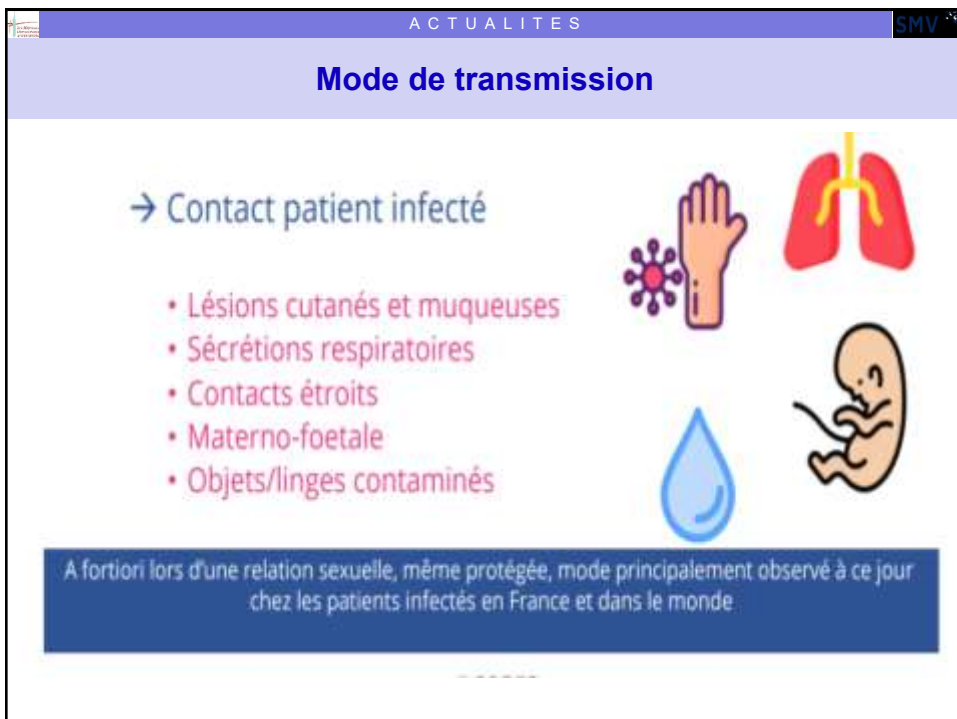 ACTUALITES
SMV
Mode de transmission
→ Contact patient infecté
• Lésions cutanés et muqueuses
• Sécrétions respiratoires
• Contacts étroits
• Materno-foetale
• Objets/linges contaminés
A fortiori lors d'une relation sexuelle, même protégée, mode principalement observé à ce jour
chez les patients infectés en France et dans le monde